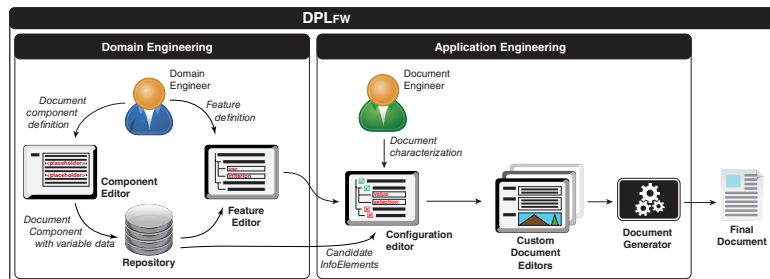 DPLFW
Domain Engineering
Domain
Engineer
Document
component
definition
Feature
definition
<placeholder>
<placeholder>
Component
Editor
var
criterion
Feature
Editor
Document
Component
with variable data
Repository
Application Engineering
Document
Engineer
Document
characterization
value
selection
Configuration
editor
Candidate
InfoElements
Custom
Document
Editors
Document
Generator
Final
Document